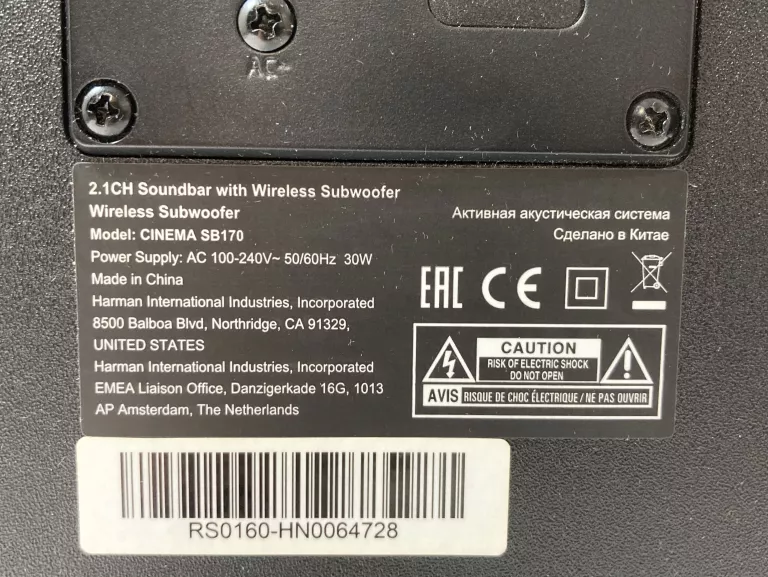 AC~
2.1CH Soundbar with Wireless Subwoofer
Wireless Subwoofer
Model: CINEMA SB170
Power Supply: AC 100-240V~ 50/60Hz 30W
Made in China
Harman International Industries, Incorporated
8500 Balboa Blvd, Northridge, CA 91329,
UNITED STATES
Harman International Industries, Incorporated
EMEA Liaison Office, Danzigerkade 16G, 1013
AP Amsterdam, The Netherlands
Активная акустическая система
Сделано в Китае
EAC CE
CAUTION
RISK OF ELECTRIC SHOCK
DO NOT OPEN
AVIS RISQUE DE CHOC ÉLECTRIQUE / NE PAS OUVRIR
RS0160-HN0064728